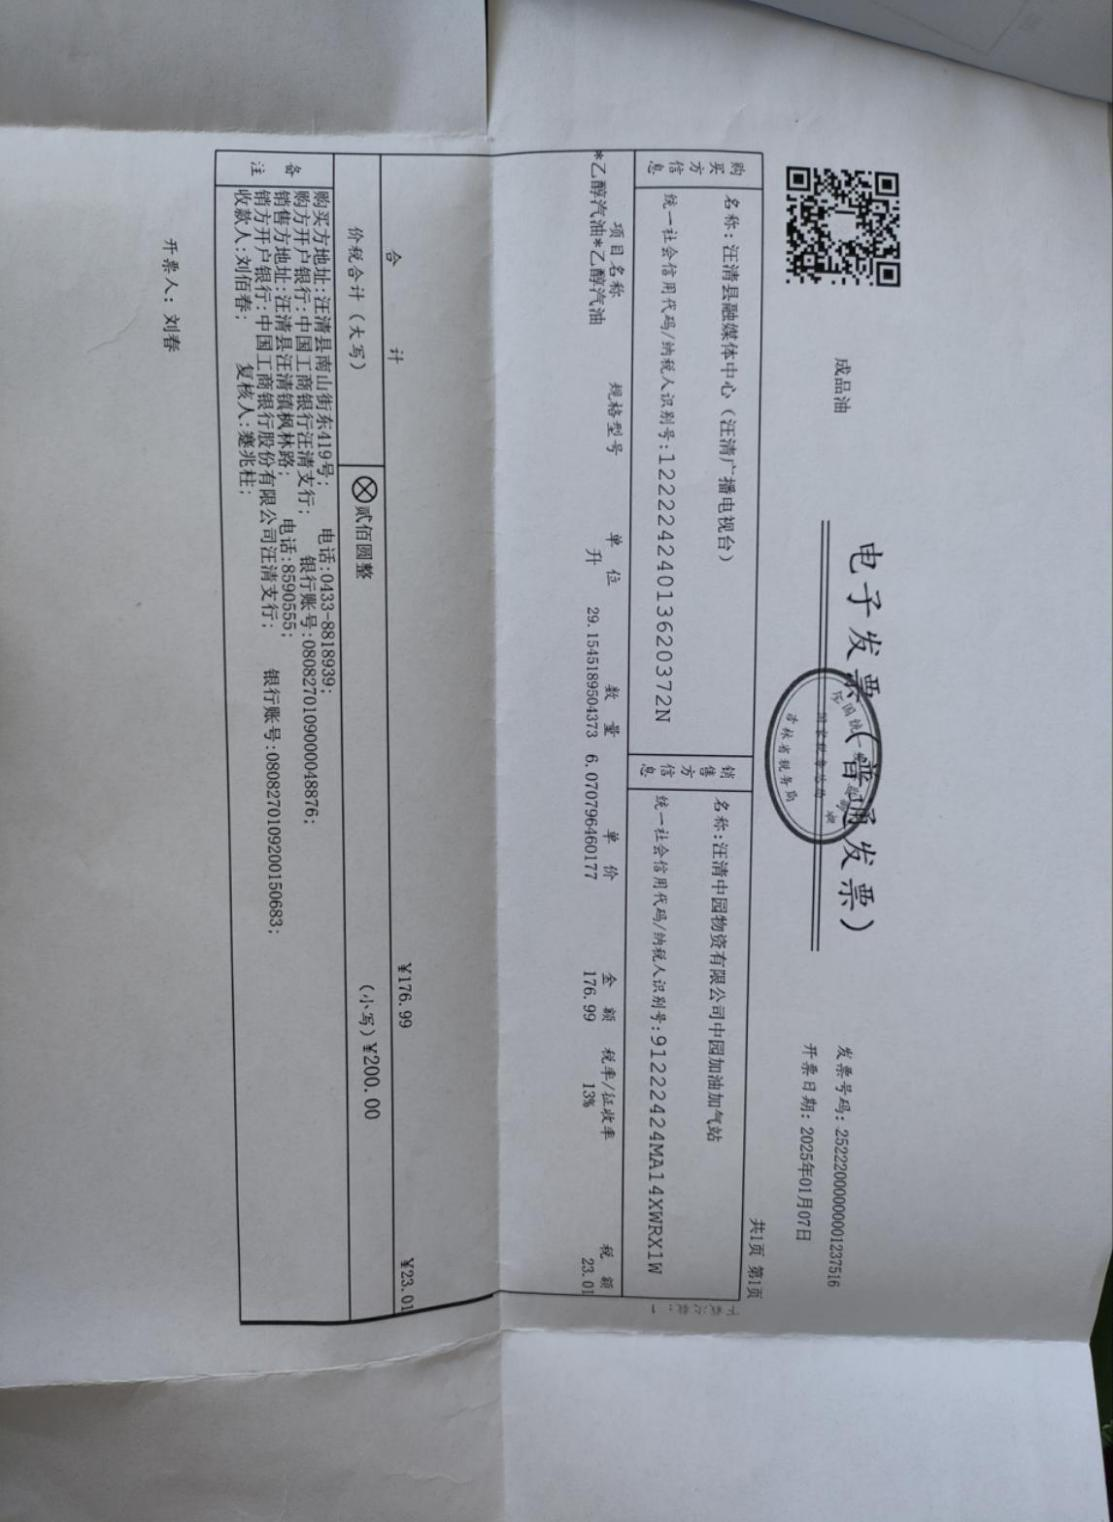 成品油
电子发票（普通发票）
发票号码：25222000000001237516
开票日期：2025年01月07日
共1页 第1页
购买方信息
名称：汪清县融媒体中心（汪清广播电视台）
统一社会信用代码/纳税人识别号：12222424013620372N
销售方信息
名称：汪清中园物资有限公司中园加油加气站
统一社会信用代码/纳税人识别号：91222424MA14XWRX1W
项目名称 规格型号 单位 数量 单价 金额 税率/征收率 税额
*乙醇汽油*乙醇汽油 升 29.1545189504373 6.070796460177 176.99 13% 23.01
合计 ¥176.99 ¥23.01
价税合计（大写） ⊗贰佰圆整 （小写）¥200.00
备注
购买方地址:汪清县南山街东419号; 电话:0433-8818939;
购方开户银行:中国工商银行汪清支行; 银行账号:0808270109000048876;
销售方地址:汪清县汪清镇枫林路; 电话:8590555;
销方开户银行:中国工商银行股份有限公司汪清支行; 银行账号:0808270109200150683;
收款人:刘佰春; 复核人:蹇兆柱;
开票人：刘春
吉林省税务局